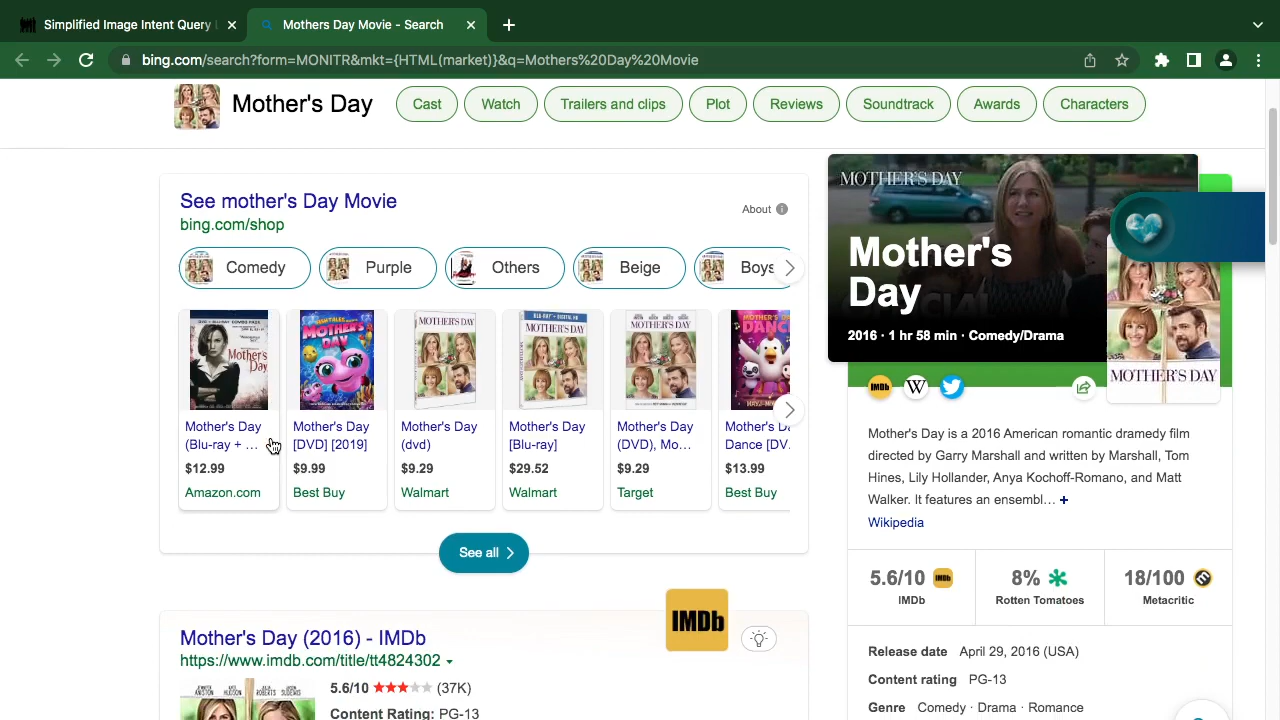 Simplified Image Intent Query
Mothers Day Movie - Search
bing.com/search?form=MONITR&mkt={HTML(market)}&q=Mothers%20Day%20Movie
Mother's Day
Cast
Watch
Trailers and clips
Plot
Reviews
Soundtrack
Awards
Characters
See mother's Day Movie
bing.com/shop
About
Comedy
Purple
Others
Beige
Boys
Mother's Day
(Blu-ray + ...
$12.99
Amazon.com
Mother's Day
[DVD] [2019]
$9.99
Best Buy
Mother's Day
(dvd)
$9.29
Walmart
Mother's Day
[Blu-ray]
$29.52
Walmart
Mother's Day
(DVD), Mo...
$9.29
Target
Mother's D
Dance [DV
$13.99
Best Buy
See all
Mother's Day (2016) - IMDb
https://www.imdb.com/title/tt4824302
IMDb
5.6/10
(37K)
Content Rating: PG-13
MOTHER'S DAY
Mother's
Day
2016 · 1 hr 58 min · Comedy/Drama
MOTHER'S DAY
IMDb
W
Mother's Day is a 2016 American romantic dramedy film
directed by Garry Marshall and written by Marshall, Tom
Hines, Lily Hollander, Anya Kochoff-Romano, and Matt
Walker. It features an ensembl... +
Wikipedia
5.6/10 IMDb
IMDb
8%
Rotten Tomatoes
18/100
Metacritic
Release date April 29, 2016 (USA)
Content rating PG-13
Genre Comedy · Drama · Romance